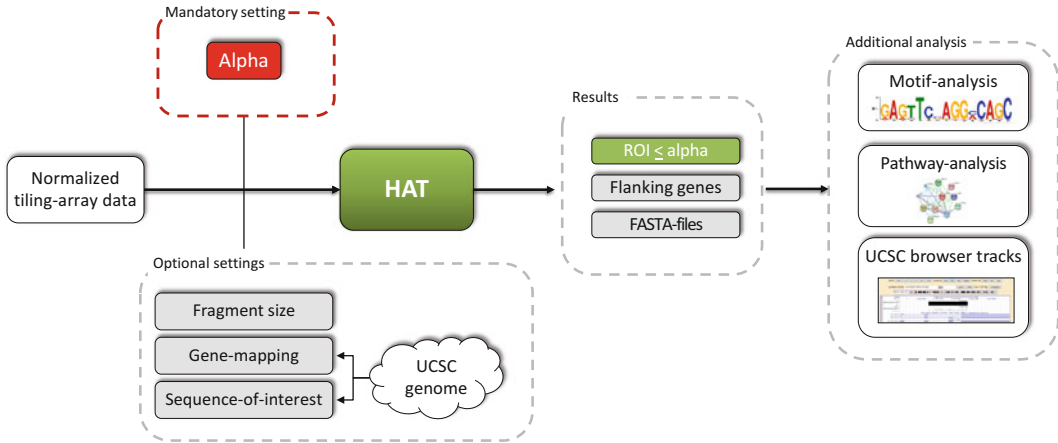 Mandatory setting
Alpha
Normalized
tiling-array data
HAT
Optional settings
Fragment size
Gene-mapping
Sequence-of-interest
UCSC
genome
Results
ROI ≤ alpha
Flanking genes
FASTA-files
Additional analysis
Motif-analysis
Pathway-analysis
UCSC browser tracks